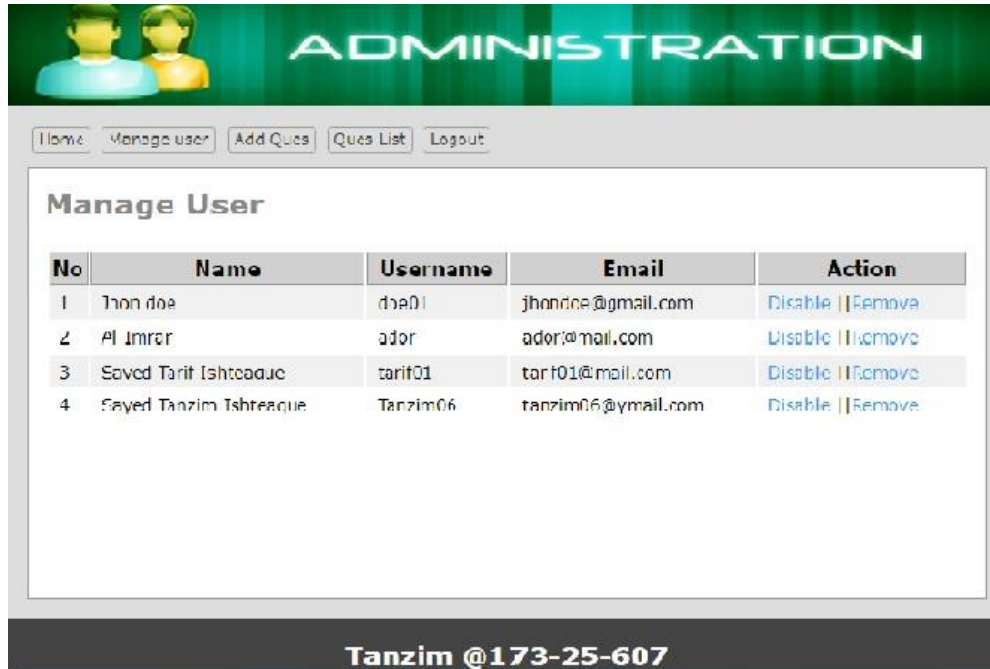 ADMINISTRATION
Home Manage user Add Ques Ques List Logout
Manage User
No Name Username Email Action
1 Jhon doe doe01 jhondoe@gmail.com Disable ||Remove
2 Al Imran ador ador@mail.com Disable ||Remove
3 Sayed Tarif Ishteaque tarif01 tarif01@mail.com Disable ||Remove
4 Sayed Tanzim Ishteaque Tanzim06 tanzim06@ymail.com Disable ||Remove
Tanzim @173-25-607